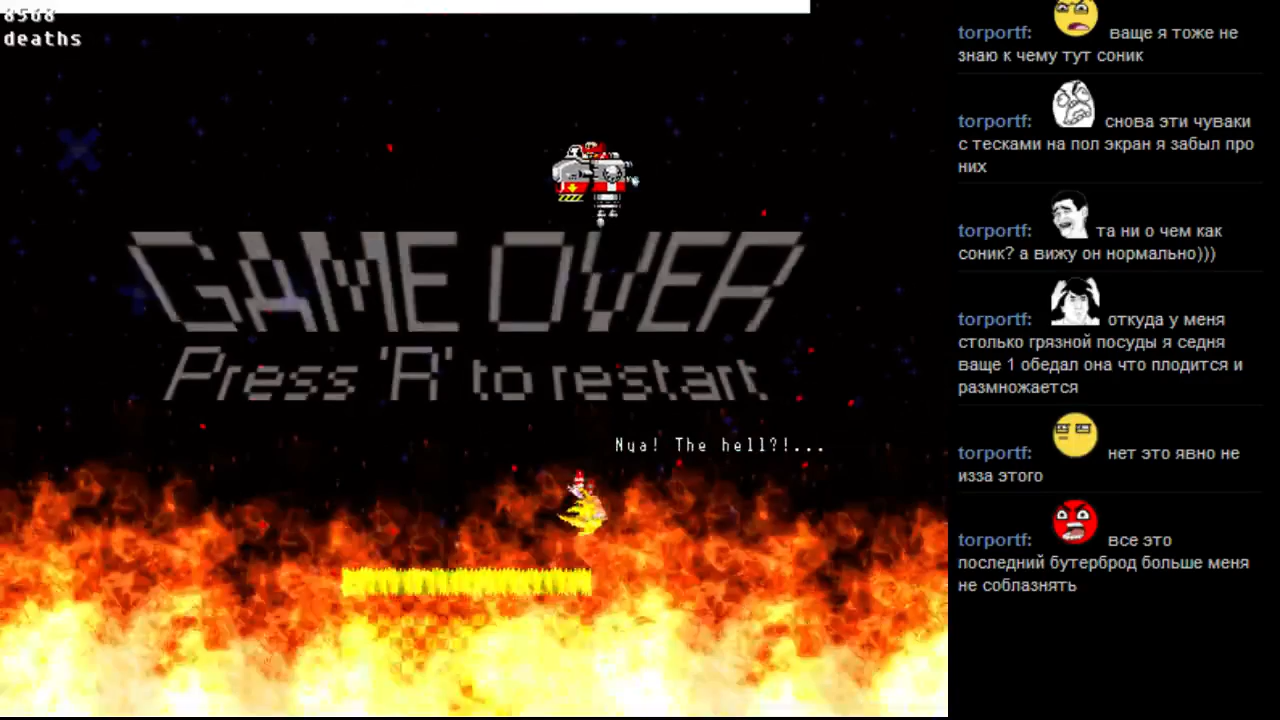 8568
deaths
GAME OVER
Press 'R' to restart
Nya! The hell?!...
torportf: ваще я тоже не
знаю к чему тут соник
torportf: снова эти чуваки
с тесками на пол экран я забыл про
них
torportf: та ни о чем как
соник? а вижу он нормально)))
torportf: откуда у меня
столько грязной посуды я седня
ваще 1 обедал она что плодится и
размножается
torportf: нет это явно не
изза этого
torportf: все это
последний бутерброд больше меня
не соблазнять